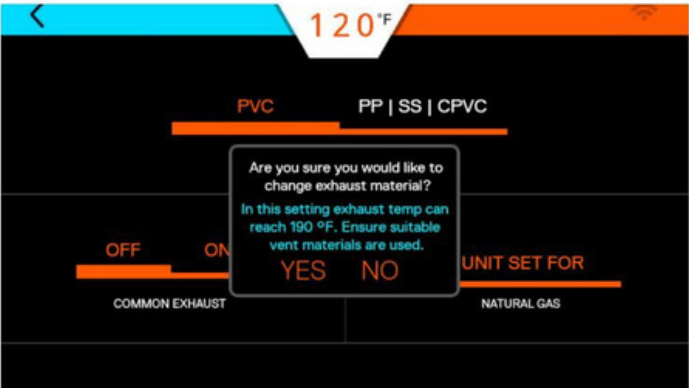 120°F
PVC PP | SS | CPVC
Are you sure you would like to
change exhaust material?
In this setting exhaust temp can
reach 190 ºF. Ensure suitable
vent materials are used.
YES NO
OFF ON
COMMON EXHAUST
UNIT SET FOR
NATURAL GAS